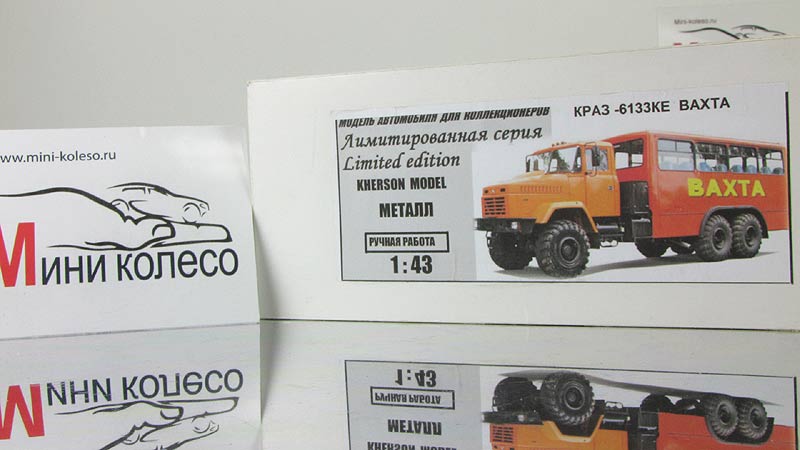 Mini-koleso.ru
www.mini-koleso.ru
Мини колесо
МОДЕЛЬ АВТОМОБИЛЯ ДЛЯ КОЛЛЕКЦИОНЕРОВ
Лимитированная серия
Limited edition
KHERSON MODEL
МЕТАЛЛ
РУЧНАЯ РАБОТА
1:43
КРАЗ -6133КЕ ВАХТА
ВАХТА